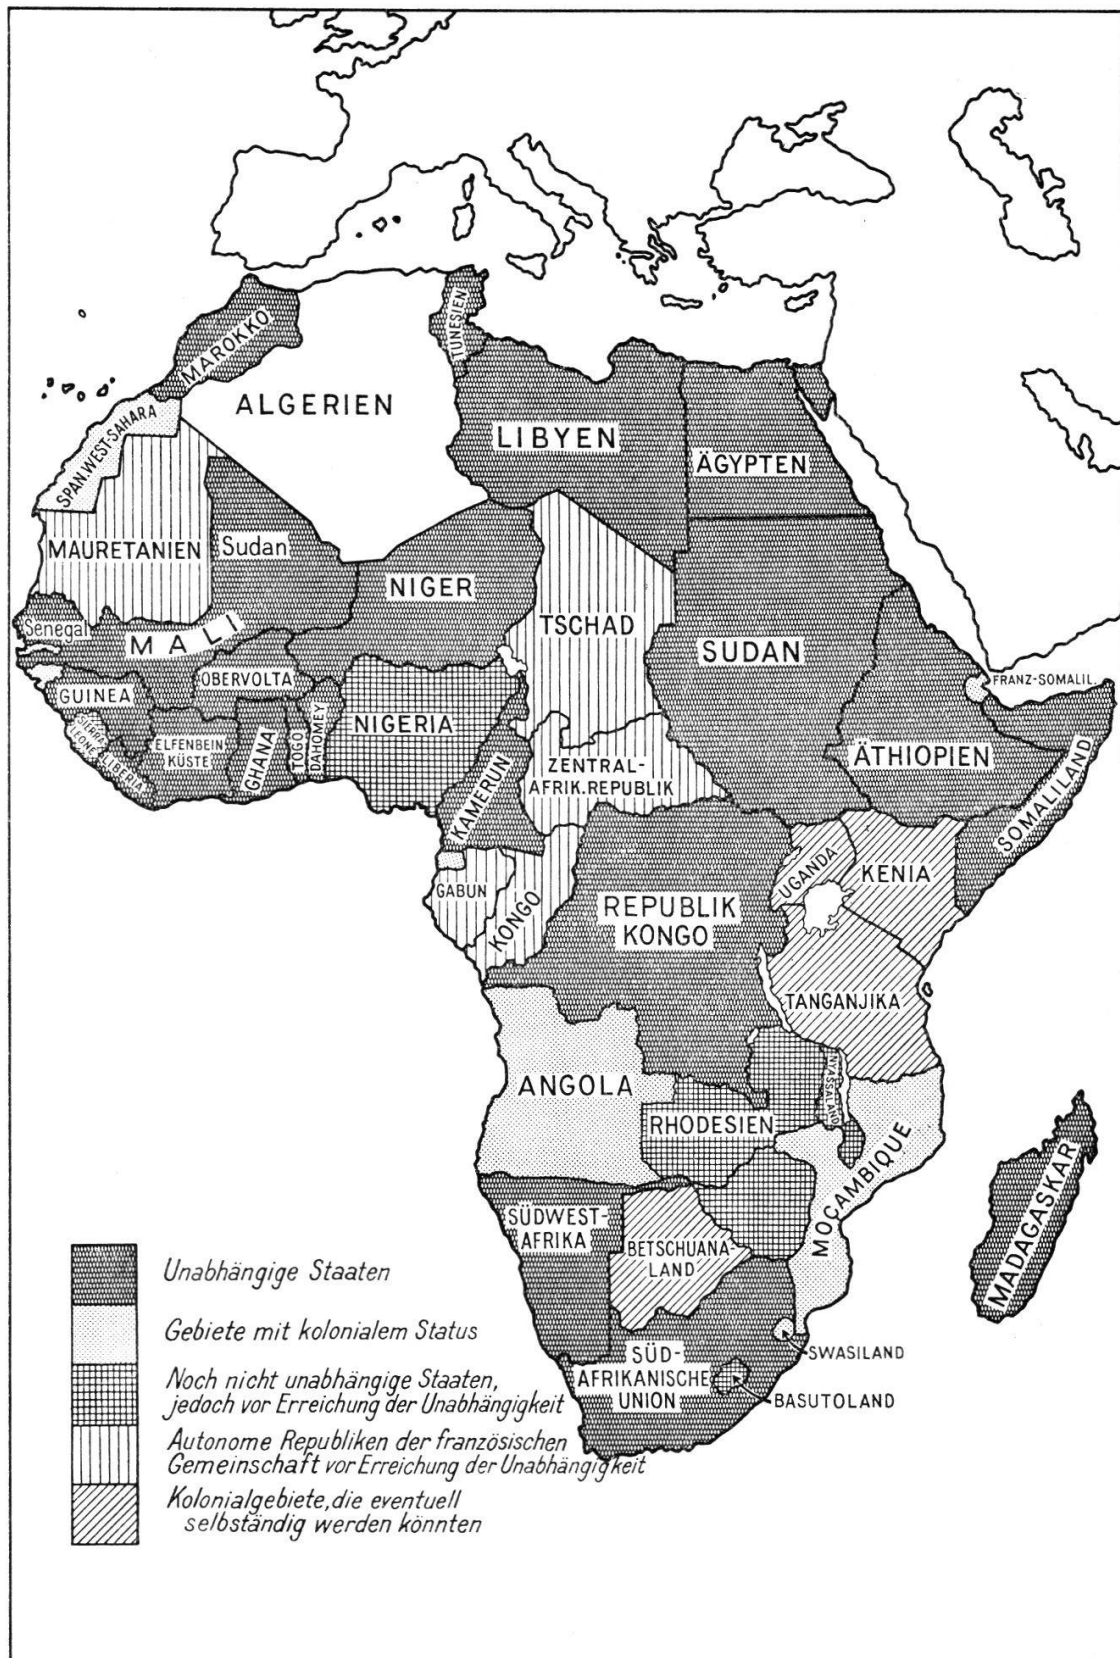 MAROKKO
TUNESIEN
ALGERIEN
LIBYEN
ÄGYPTEN
SPAN.WEST-SAHARA
MAURETANIEN
Sudan
NIGER
TSCHAD
SUDAN
Senegal
MALI
FRANZ-SOMALIL.
GUINEA
OBERVOLTA
NIGERIA
SIERRA
LEONE
LIBERIA
ELFENBEIN
KÜSTE
GHANA
TOGO
DAHOMEY
KAMERUN
ZENTRAL-
AFRIK.REPUBLIK
ÄTHIOPIEN
SOMALILAND
UGANDA
KENIA
GABUN
KONGO
REPUBLIK
KONGO
TANGANJIKA
ANGOLA
NYASSALAND
RHODESIEN
MOÇAMBIQUE
MADAGASKAR
SÜDWEST-
AFRIKA
BETSCHUANA-
LAND
SWASILAND
SÜD-
AFRIKANISCHE
UNION
BASUTOLAND
Unabhängige Staaten
Gebiete mit kolonialem Status
Noch nicht unabhängige Staaten,
jedoch vor Erreichung der Unabhängigkeit
Autonome Republiken der französischen
Gemeinschaft vor Erreichung der Unabhängigkeit
Kolonialgebiete, die eventuell
selbständig werden könnten